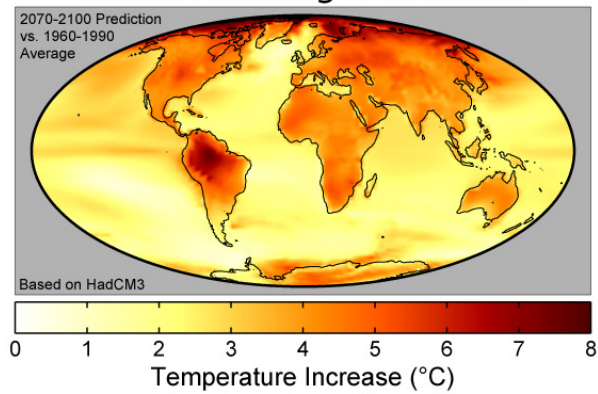 2070-2100 Prediction
vs. 1960-1990
Average
Based on HadCM3
0 1 2 3 4 5 6 7 8
Temperature Increase (°C)